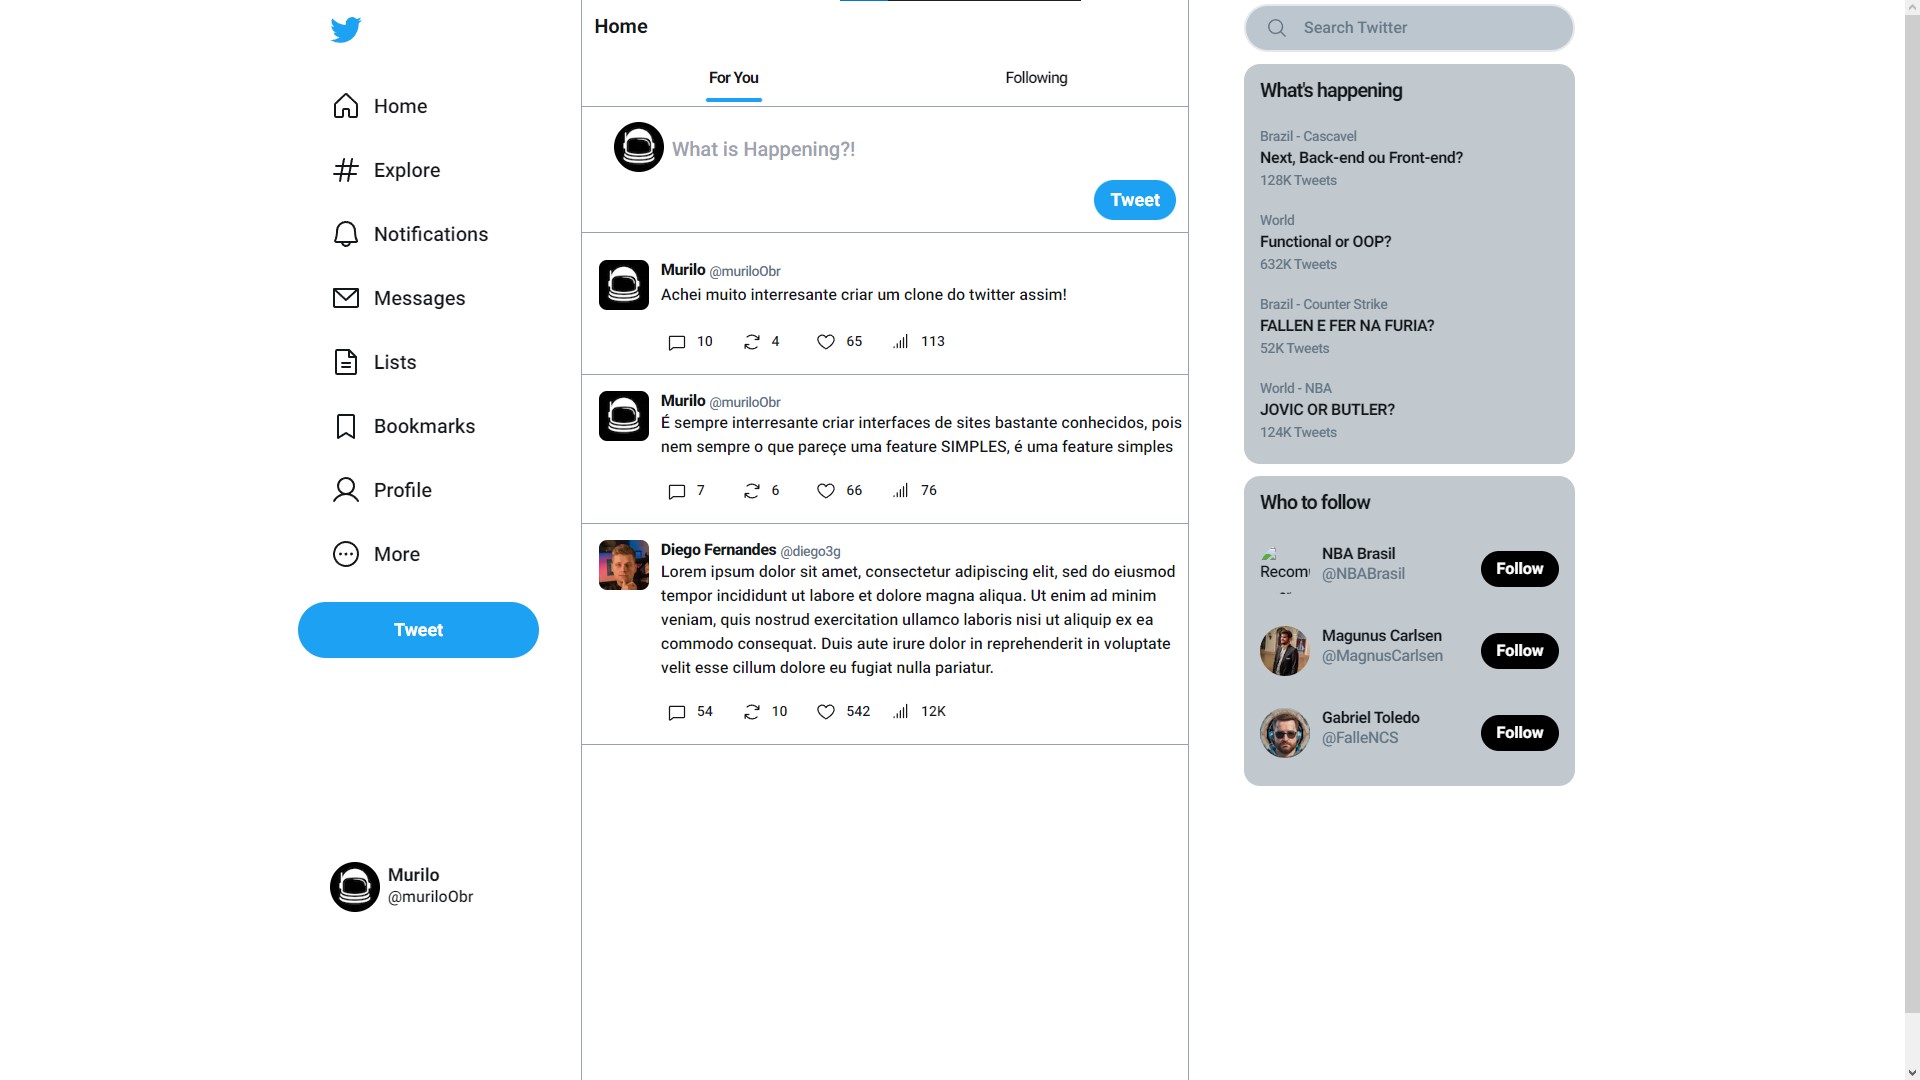 Home
Explore
Notifications
Messages
Lists
Bookmarks
Profile
More
Tweet
Murilo
@murilo0br
Home
For You
Following
What is Happening?!
Tweet
Murilo @murilo0br
Achei muito interresante criar um clone do twitter assim!
10 4 65 113
Murilo @murilo0br
É sempre interresante criar interfaces de sites bastante conhecidos, pois
nem sempre o que pareçe uma feature SIMPLES, é uma feature simples
7 6 66 76
Diego Fernandes @diego3g
Lorem ipsum dolor sit amet, consectetur adipiscing elit, sed do eiusmod
tempor incididunt ut labore et dolore magna aliqua. Ut enim ad minim
veniam, quis nostrud exercitation ullamco laboris nisi ut aliquip ex ea
commodo consequat. Duis aute irure dolor in reprehenderit in voluptate
velit esse cillum dolore eu fugiat nulla pariatur.
54 10 542 12K
Search Twitter
What's happening
Brazil - Cascavel
Next, Back-end ou Front-end?
128K Tweets
World
Functional or OOP?
632K Tweets
Brazil - Counter Strike
FALLEN E FER NA FURIA?
52K Tweets
World - NBA
JOVIC OR BUTLER?
124K Tweets
Who to follow
NBA Brasil
@NBABrasil
Follow
Magunus Carlsen
@MagnusCarlsen
Follow
Gabriel Toledo
@FalleNCS
Follow